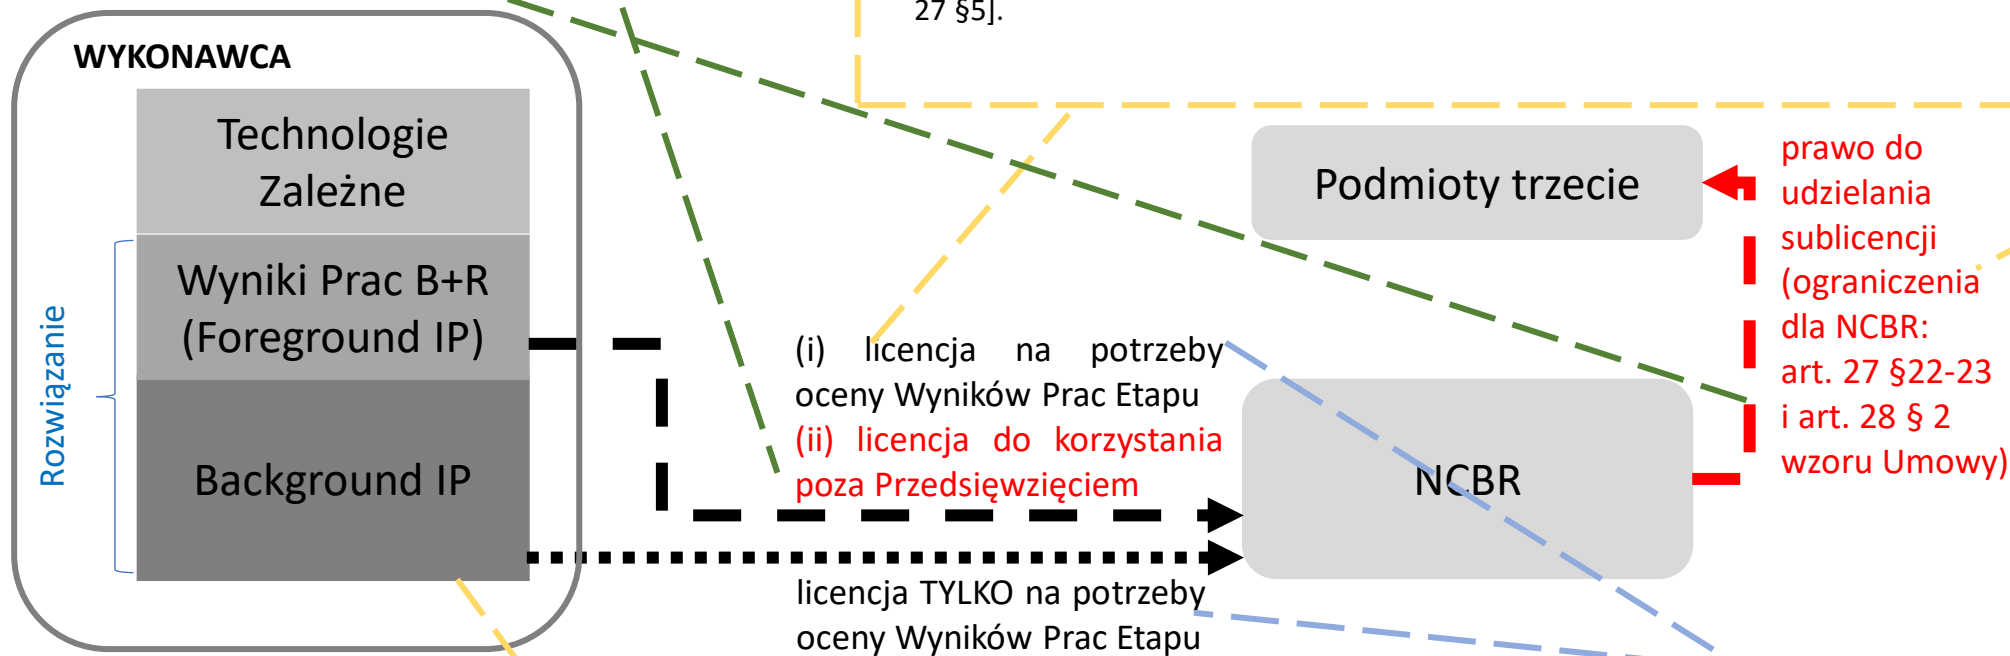 27 §5].
WYKONAWCA
Technologie
Zależne
Wyniki Prac B+R
(Foreground IP)
Background IP
Rozwiązanie
(i) licencja na potrzeby
oceny Wyników Prac Etapu
(ii) licencja do korzystania
poza Przedsięwzięciem
licencja TYLKO na potrzeby
oceny Wyników Prac Etapu
Podmioty trzecie
NCBR
prawo do
udzielania
sublicencji
(ograniczenia
dla NCBR:
art. 27 §22-23
i art. 28 § 2
wzoru Umowy)